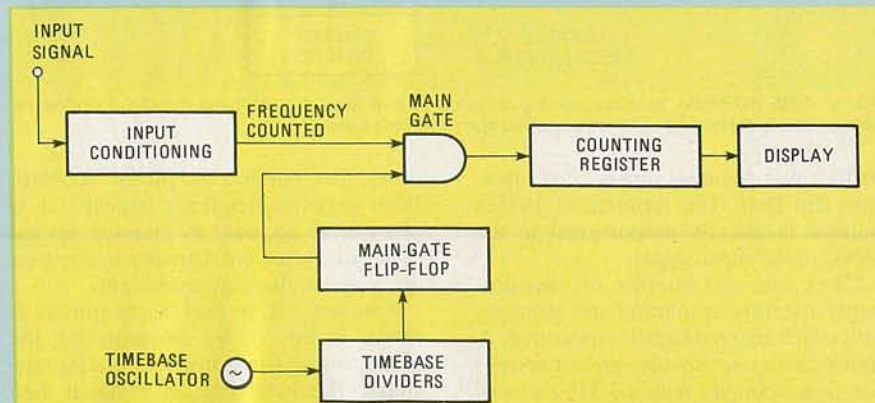 INPUT
SIGNAL
INPUT
CONDITIONING
FREQUENCY
COUNTED
MAIN
GATE
COUNTING
REGISTER
DISPLAY
MAIN-GATE
FLIP-FLOP
TIMEBASE
OSCILLATOR
TIMEBASE
DIVIDERS